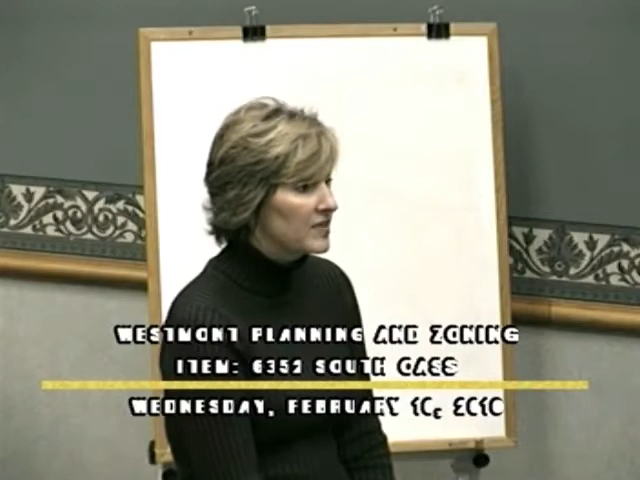 WESTMONT PLANNING AND ZONING
ITEM: 6352 SOUTH CASS
WEDNESDAY, FEBRUARY 10, 2010